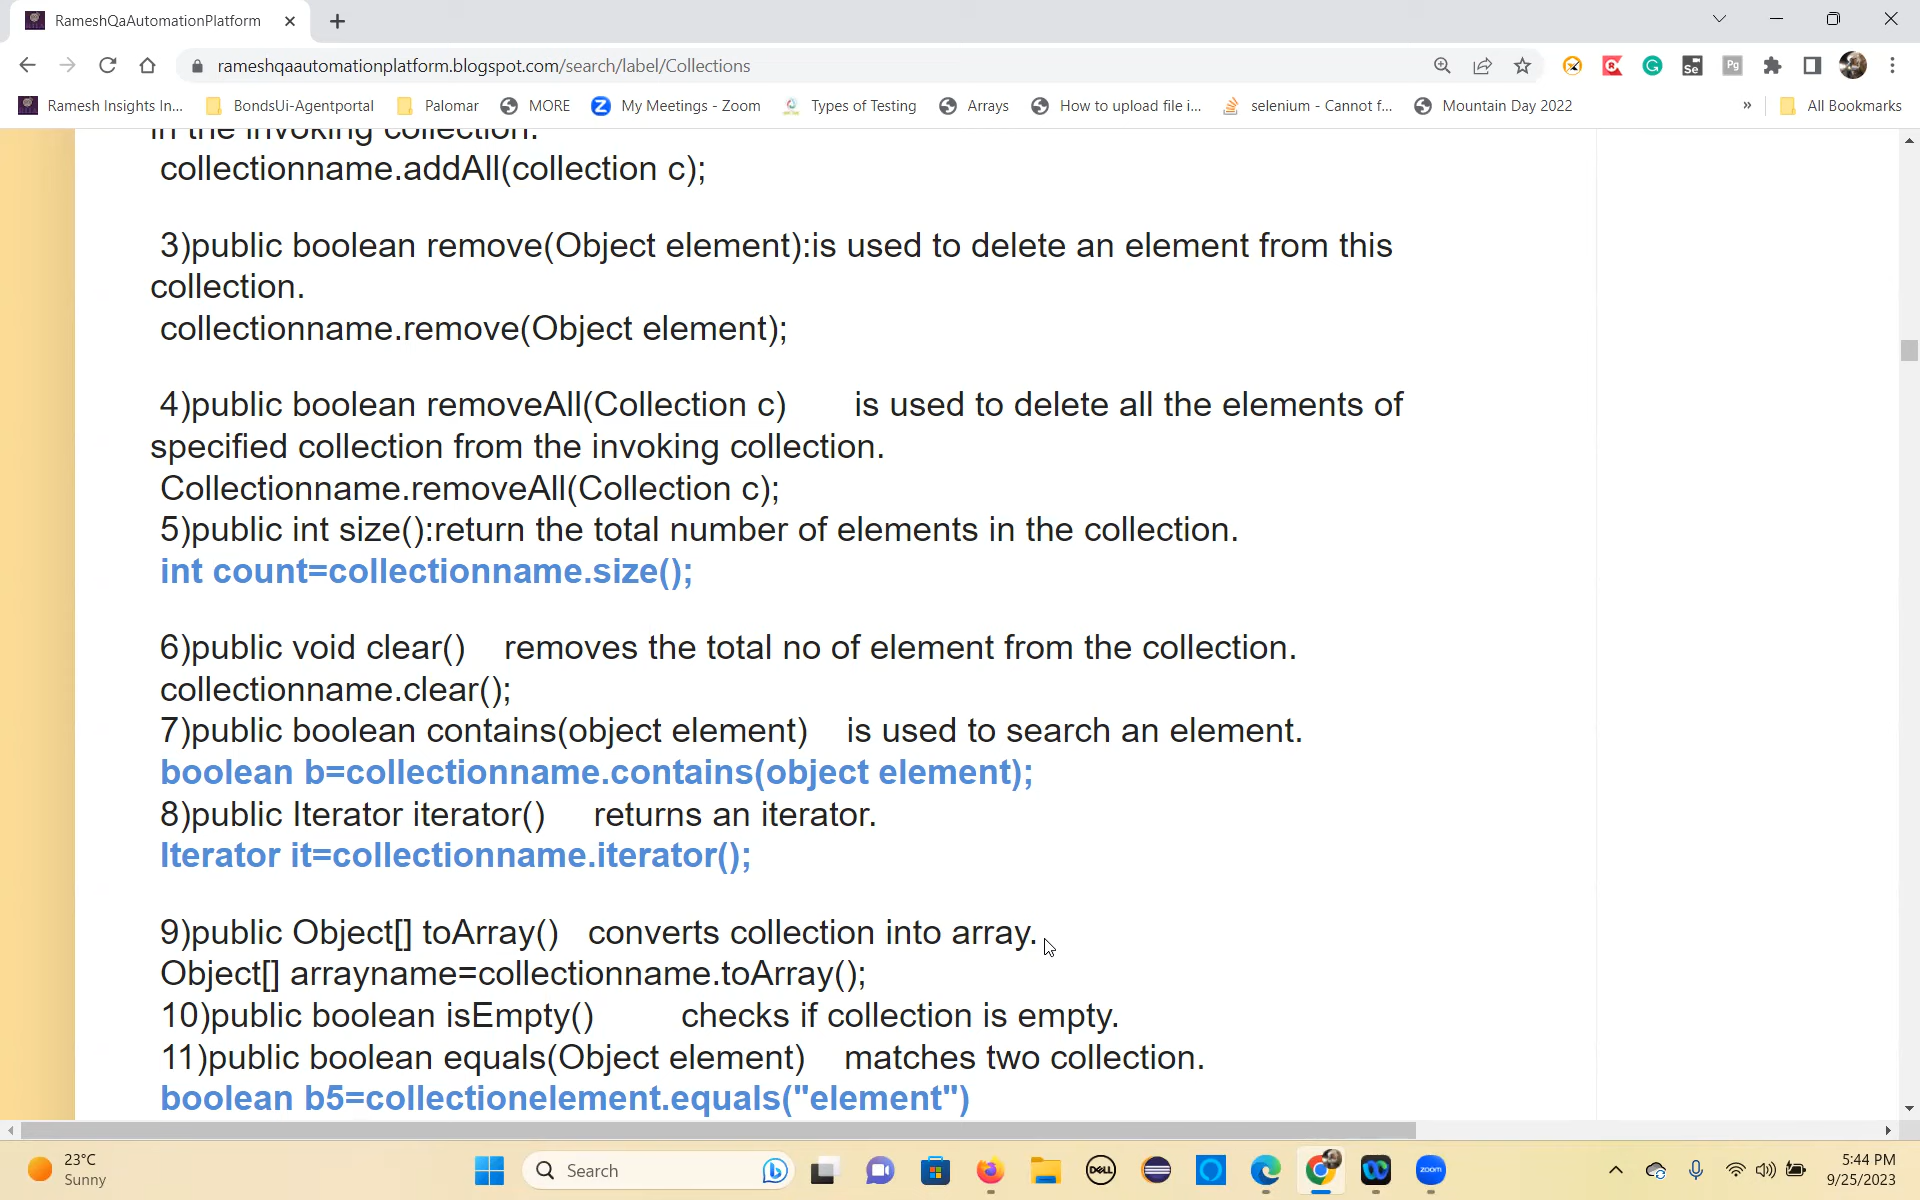 RameshQaAutomationPlatform
rameshqaautomationplatform.blogspot.com/search/label/Collections
Ramesh Insights In... BondsUi-Agentportal Palomar MORE My Meetings - Zoom Types of Testing Arrays How to upload file i... selenium - Cannot f... Mountain Day 2022 » All Bookmarks
in the invoking collection.
collectionname.addAll(collection c);
3)public boolean remove(Object element):is used to delete an element from this
collection.
collectionname.remove(Object element);
4)public boolean removeAll(Collection c) is used to delete all the elements of
specified collection from the invoking collection.
Collectionname.removeAll(Collection c);
5)public int size():return the total number of elements in the collection.
int count=collectionname.size();
6)public void clear() removes the total no of element from the collection.
collectionname.clear();
7)public boolean contains(object element) is used to search an element.
boolean b=collectionname.contains(object element);
8)public Iterator iterator() returns an iterator.
Iterator it=collectionname.iterator();
9)public Object[] toArray() converts collection into array.
Object[] arrayname=collectionname.toArray();
10)public boolean isEmpty() checks if collection is empty.
11)public boolean equals(Object element) matches two collection.
boolean b5=collectionelement.equals("element")
23°C
Sunny
Search
DELL
zoom
5:44 PM
9/25/2023
Se
Pg